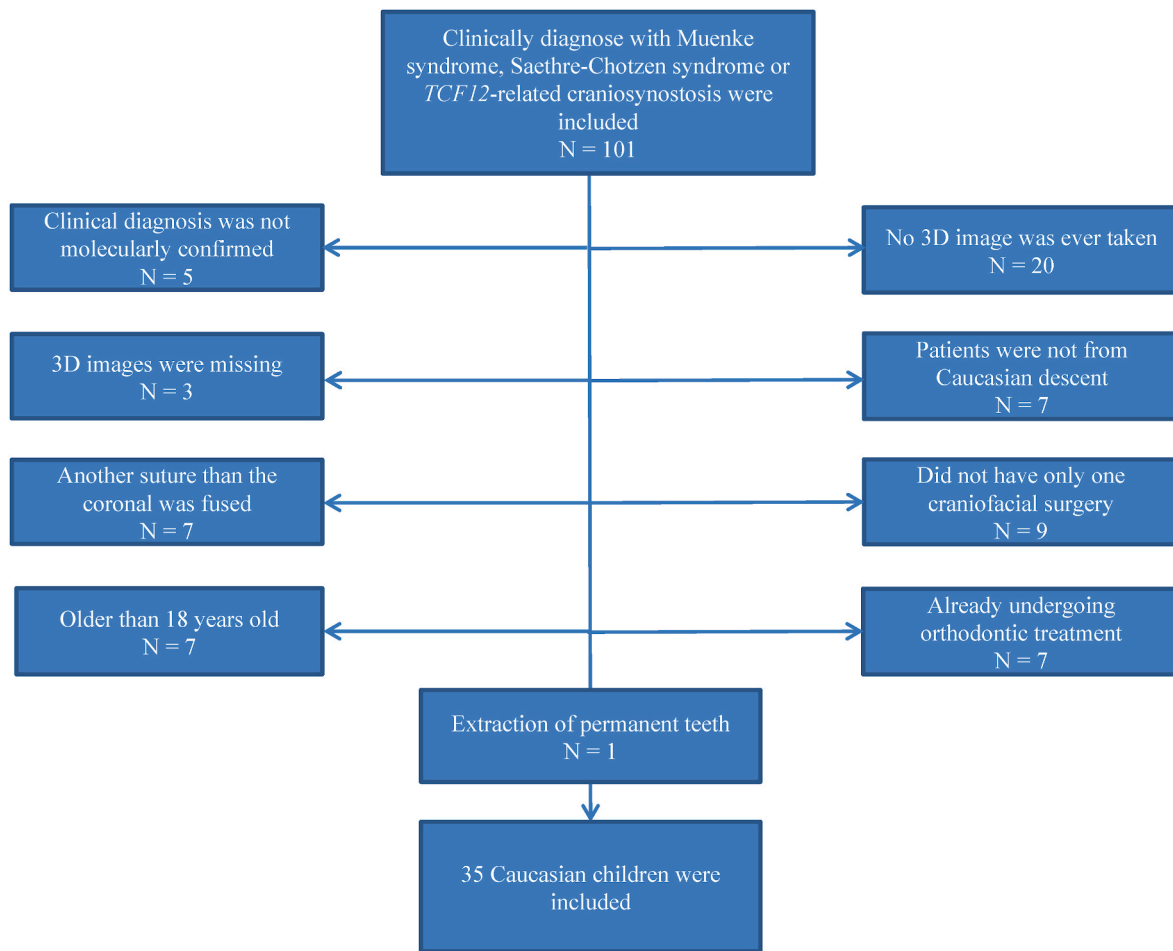 Clinically diagnose with Muenke
syndrome, Saethre-Chotzen syndrome or
TCF12-related craniosynostosis were
included
N = 101
Clinical diagnosis was not
molecularly confirmed
N = 5
No 3D image was ever taken
N = 20
3D images were missing
N = 3
Patients were not from
Caucasian descent
N = 7
Another suture than the
coronal was fused
N = 7
Did not have only one
craniofacial surgery
N = 9
Older than 18 years old
N = 7
Already undergoing
orthodontic treatment
N = 7
Extraction of permanent teeth
N = 1
35 Caucasian children were
included